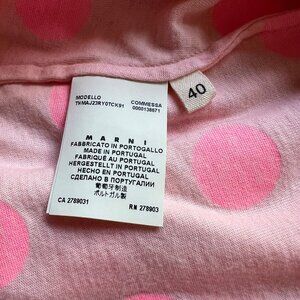 MODELLO
COMMESSA
0000138671
40
MARNI
FABBRICATO IN PORTOGALLO
MADE IN PORTUGAL
FABRIQUÉ AU PORTUGAL
HERGESTELLT IN PORTUGAL
HECHO EN PORTUGAL
СДЕЛАНО В ПОРТУГАЛИИ
葡萄牙制造
ポルトガル製
CA 2789031
RN 278903